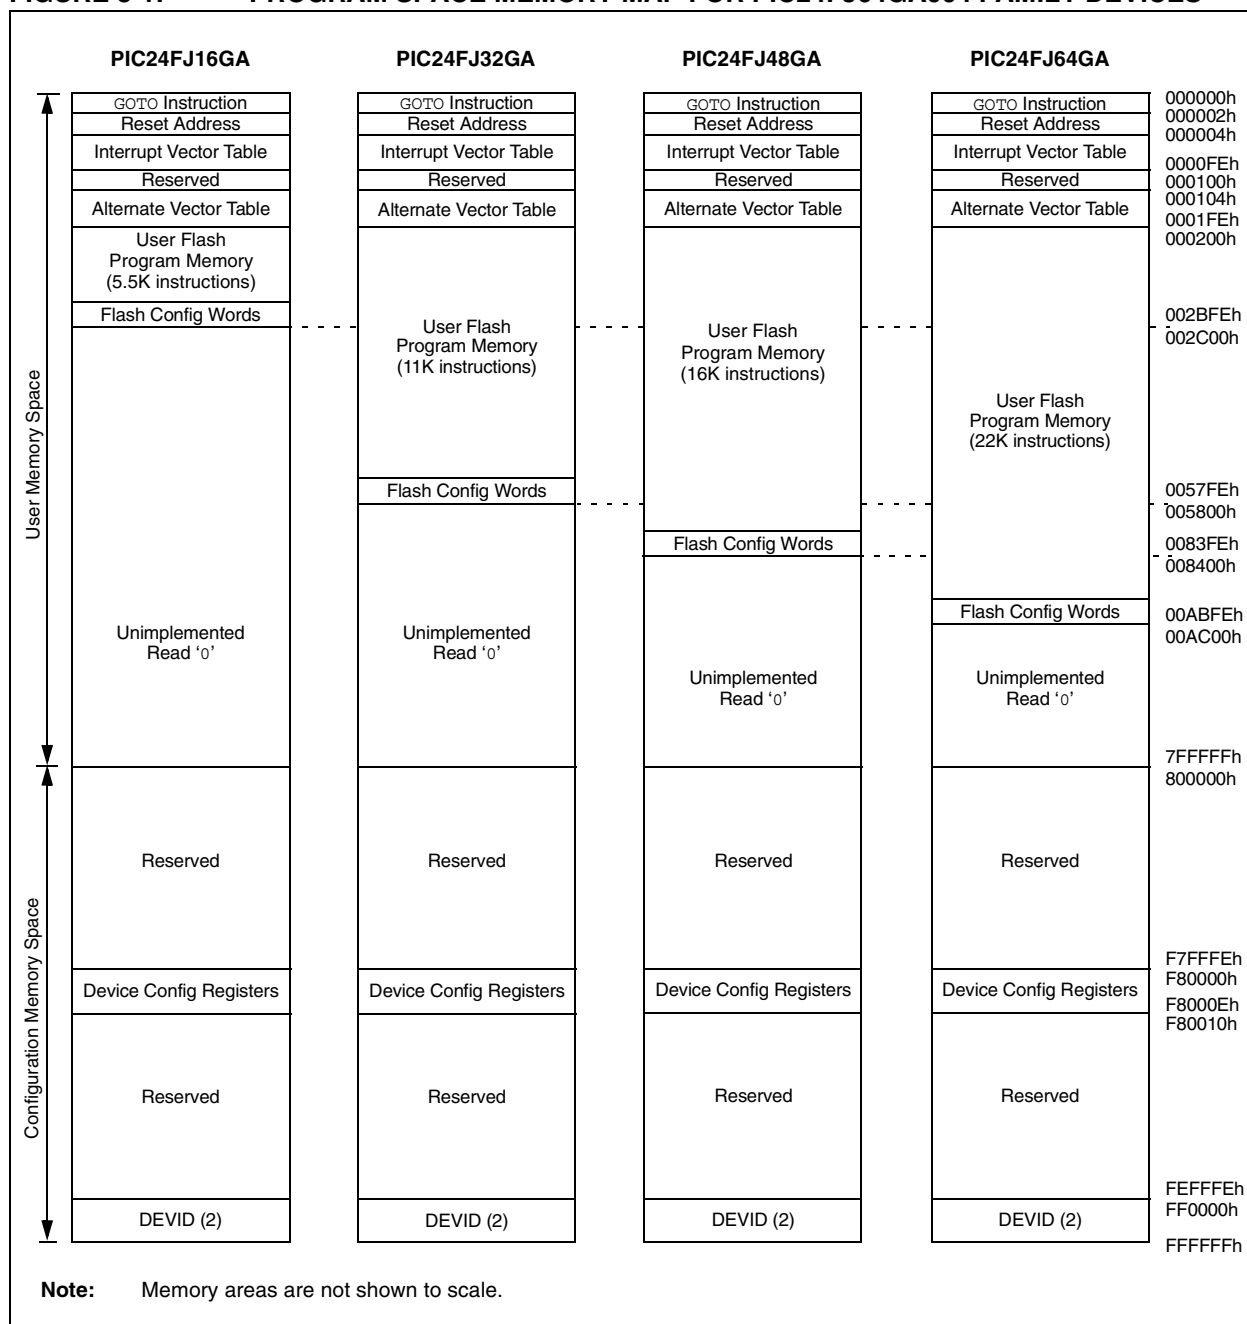 PIC24FJ16GA PIC24FJ32GA PIC24FJ48GA PIC24FJ64GA
GOTO Instruction GOTO Instruction GOTO Instruction GOTO Instruction 000000h
Reset Address Reset Address Reset Address Reset Address 000002h
000004h
Interrupt Vector Table Interrupt Vector Table Interrupt Vector Table Interrupt Vector Table
0000FEh
Reserved Reserved Reserved Reserved 000100h
000104h
Alternate Vector Table Alternate Vector Table Alternate Vector Table Alternate Vector Table
0001FEh
000200h
User Flash
Program Memory
(5.5K instructions)
Flash Config Words 002BFEh
002C00h
User Flash
Program Memory
(11K instructions)
User Flash
Program Memory
(16K instructions)
User Flash
Program Memory
(22K instructions)
User Memory Space
Flash Config Words 0057FEh
005800h
Flash Config Words 0083FEh
008400h
Flash Config Words 00ABFEh
00AC00h
Unimplemented
Read ‘0’
Unimplemented
Read ‘0’
Unimplemented
Read ‘0’
Unimplemented
Read ‘0’
7FFFFFh
800000h
Reserved Reserved Reserved Reserved
Configuration Memory Space
F7FFFEh
F80000h
Device Config Registers Device Config Registers Device Config Registers Device Config Registers
F8000Eh
F80010h
Reserved Reserved Reserved Reserved
FEFFFEh
FF0000h
DEVID (2) DEVID (2) DEVID (2) DEVID (2)
FFFFFFh
Note: Memory areas are not shown to scale.